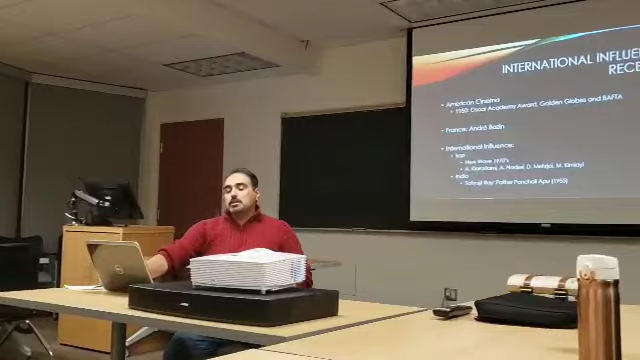 INTERNATIONAL INFLUE
RECE
American Cinema
1950: Oscar Academy Award, Golden Globes and BAFTA
France: André Bazin
International Influence:
Iran
New Wave 1970's
A. Kiarostami, A. Naderi, D. Mehrjui, M. Kimiayi
India
Satyajit Ray: Pather Panchali Apu (1955)